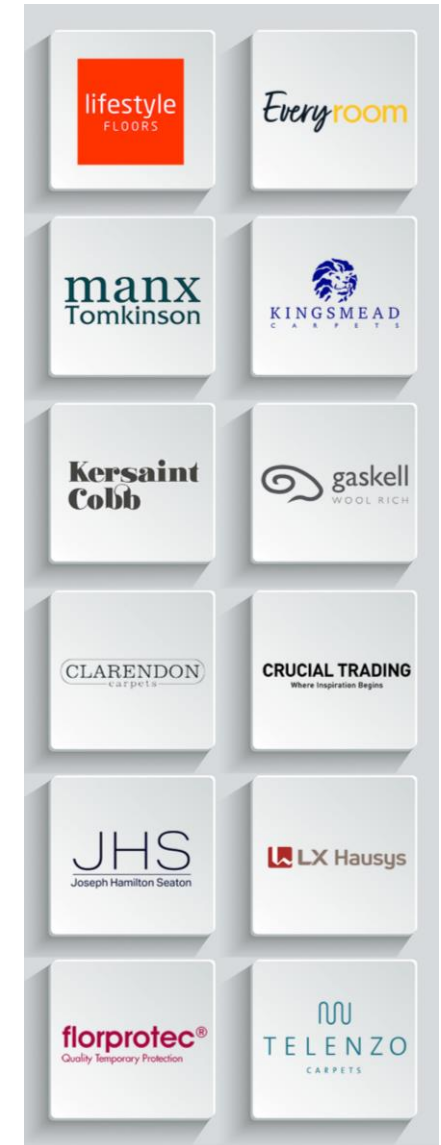 lifestyle
FLOORS
Everyroom
manx
Tomkinson
KINGSMEAD
CARPETS
Kersaint
Cobb
gaskell
WOOL RICH
CLARENDON
carpets
CRUCIAL TRADING
Where Inspiration Begins
JHS
Joseph Hamilton Seaton
LX Hausys
florprotec®
Quality Temporary Protection
TELENZO
CARPETS